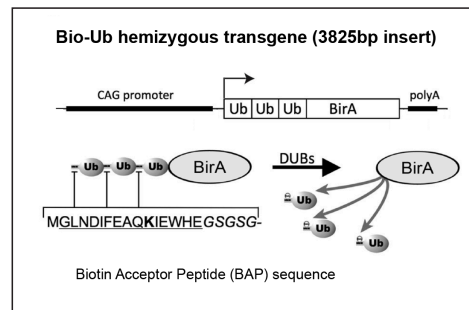 Bio-Ub hemizygous transgene (3825bp insert)
CAG promoter
polyA
Ub Ub Ub BirA
Ub Ub Ub BirA
DUBs
BirA
Ub
Ub
Ub
MGLNDIFEAQKIEWHEGSGSG-
Biotin Acceptor Peptide (BAP) sequence